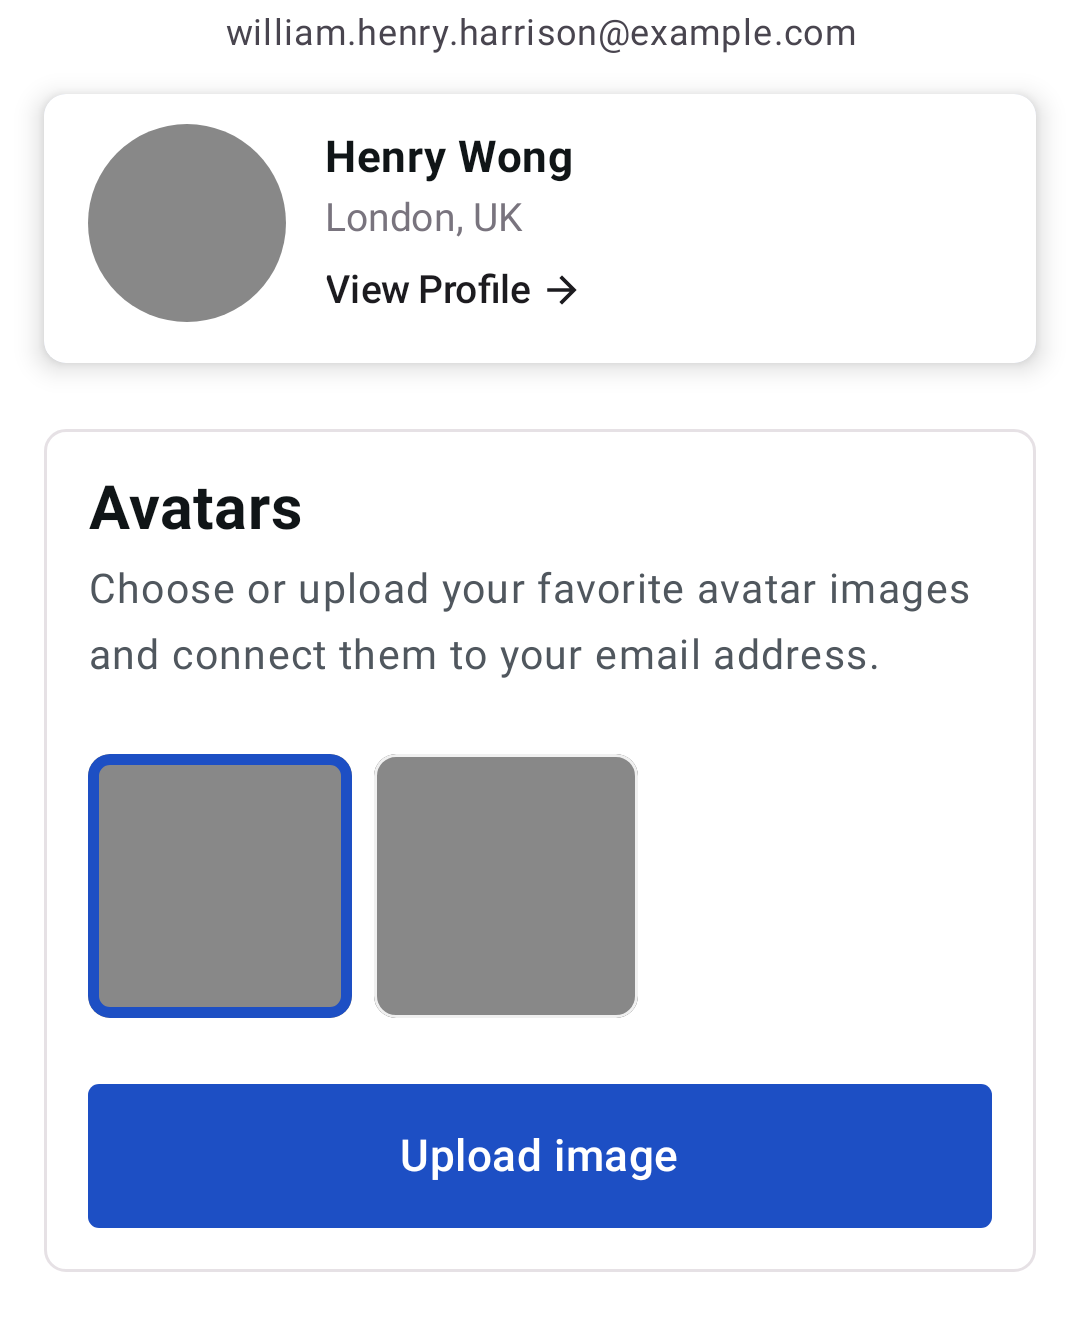 william.henry.harrison@example.com
Henry Wong
London, UK
View Profile →
Avatars
Choose or upload your favorite avatar images
and connect them to your email address.
Upload image